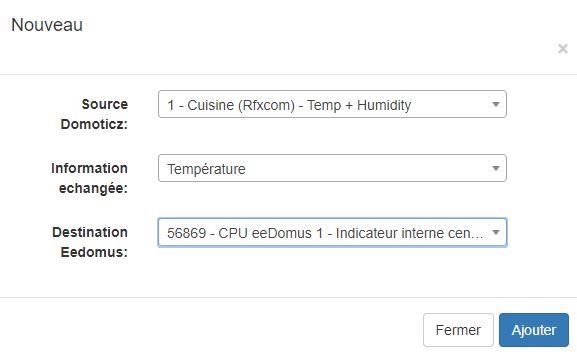 Nouveau
×
Source
Domoticz:
1 - Cuisine (Rfxcom) - Temp + Humidity
Information
echangée:
Température
Destination
Eedomus:
56869 - CPU eeDomus 1 - Indicateur interne cen…
Fermer
Ajouter